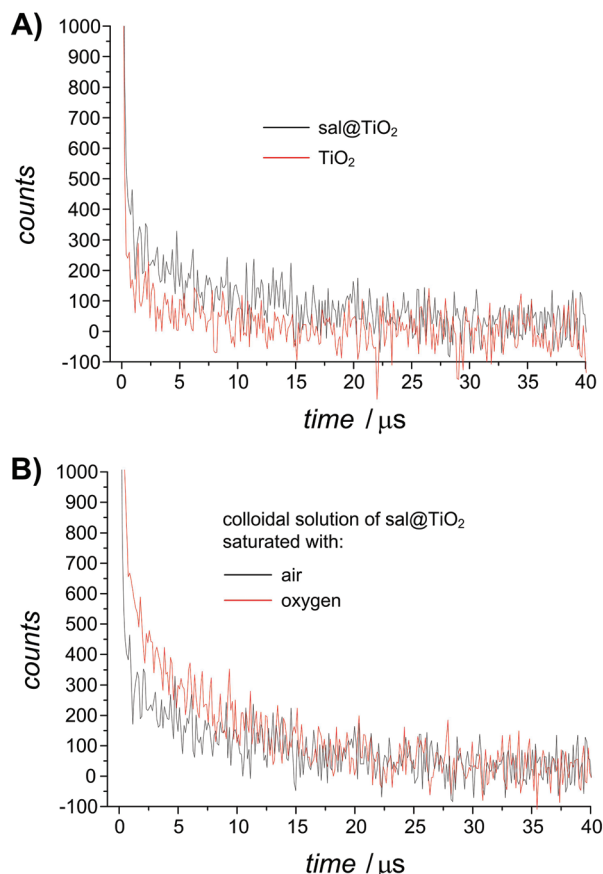 A)
1000
900
800
700
600
500
400
300
200
100
0
-100
counts
sal@TiO₂
TiO₂
0 5 10 15 20 25 30 35 40
time / μs
B)
1000
900
800
700
600
500
400
300
200
100
0
-100
counts
colloidal solution of sal@TiO₂
saturated with:
air
oxygen
0 5 10 15 20 25 30 35 40
time / μs